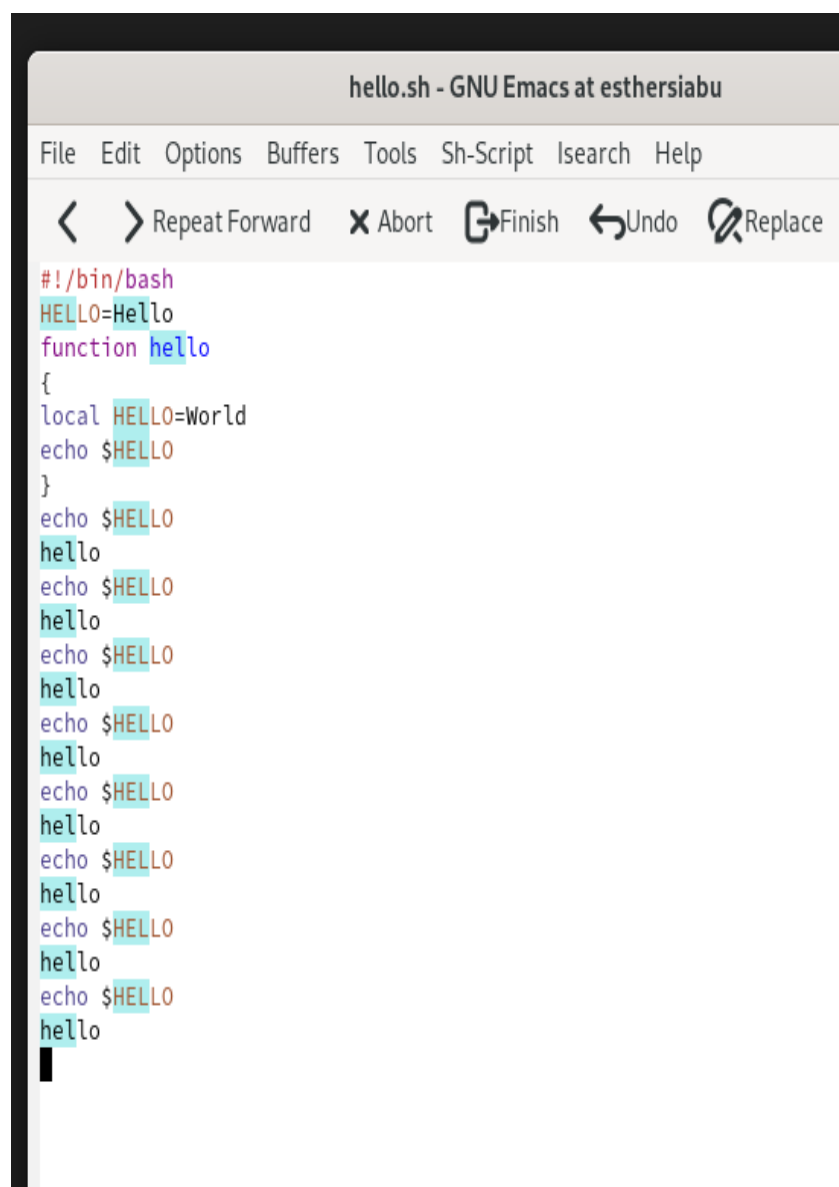 hello.sh - GNU Emacs at esthersiabu
File Edit Options Buffers Tools Sh-Script Isearch Help
Repeat Forward Abort Finish Undo Replace
#!/bin/bash
HELLO=Hello
function hello
{
local HELLO=World
echo $HELLO
}
echo $HELLO
hello
echo $HELLO
hello
echo $HELLO
hello
echo $HELLO
hello
echo $HELLO
hello
echo $HELLO
hello
echo $HELLO
hello
echo $HELLO
hello